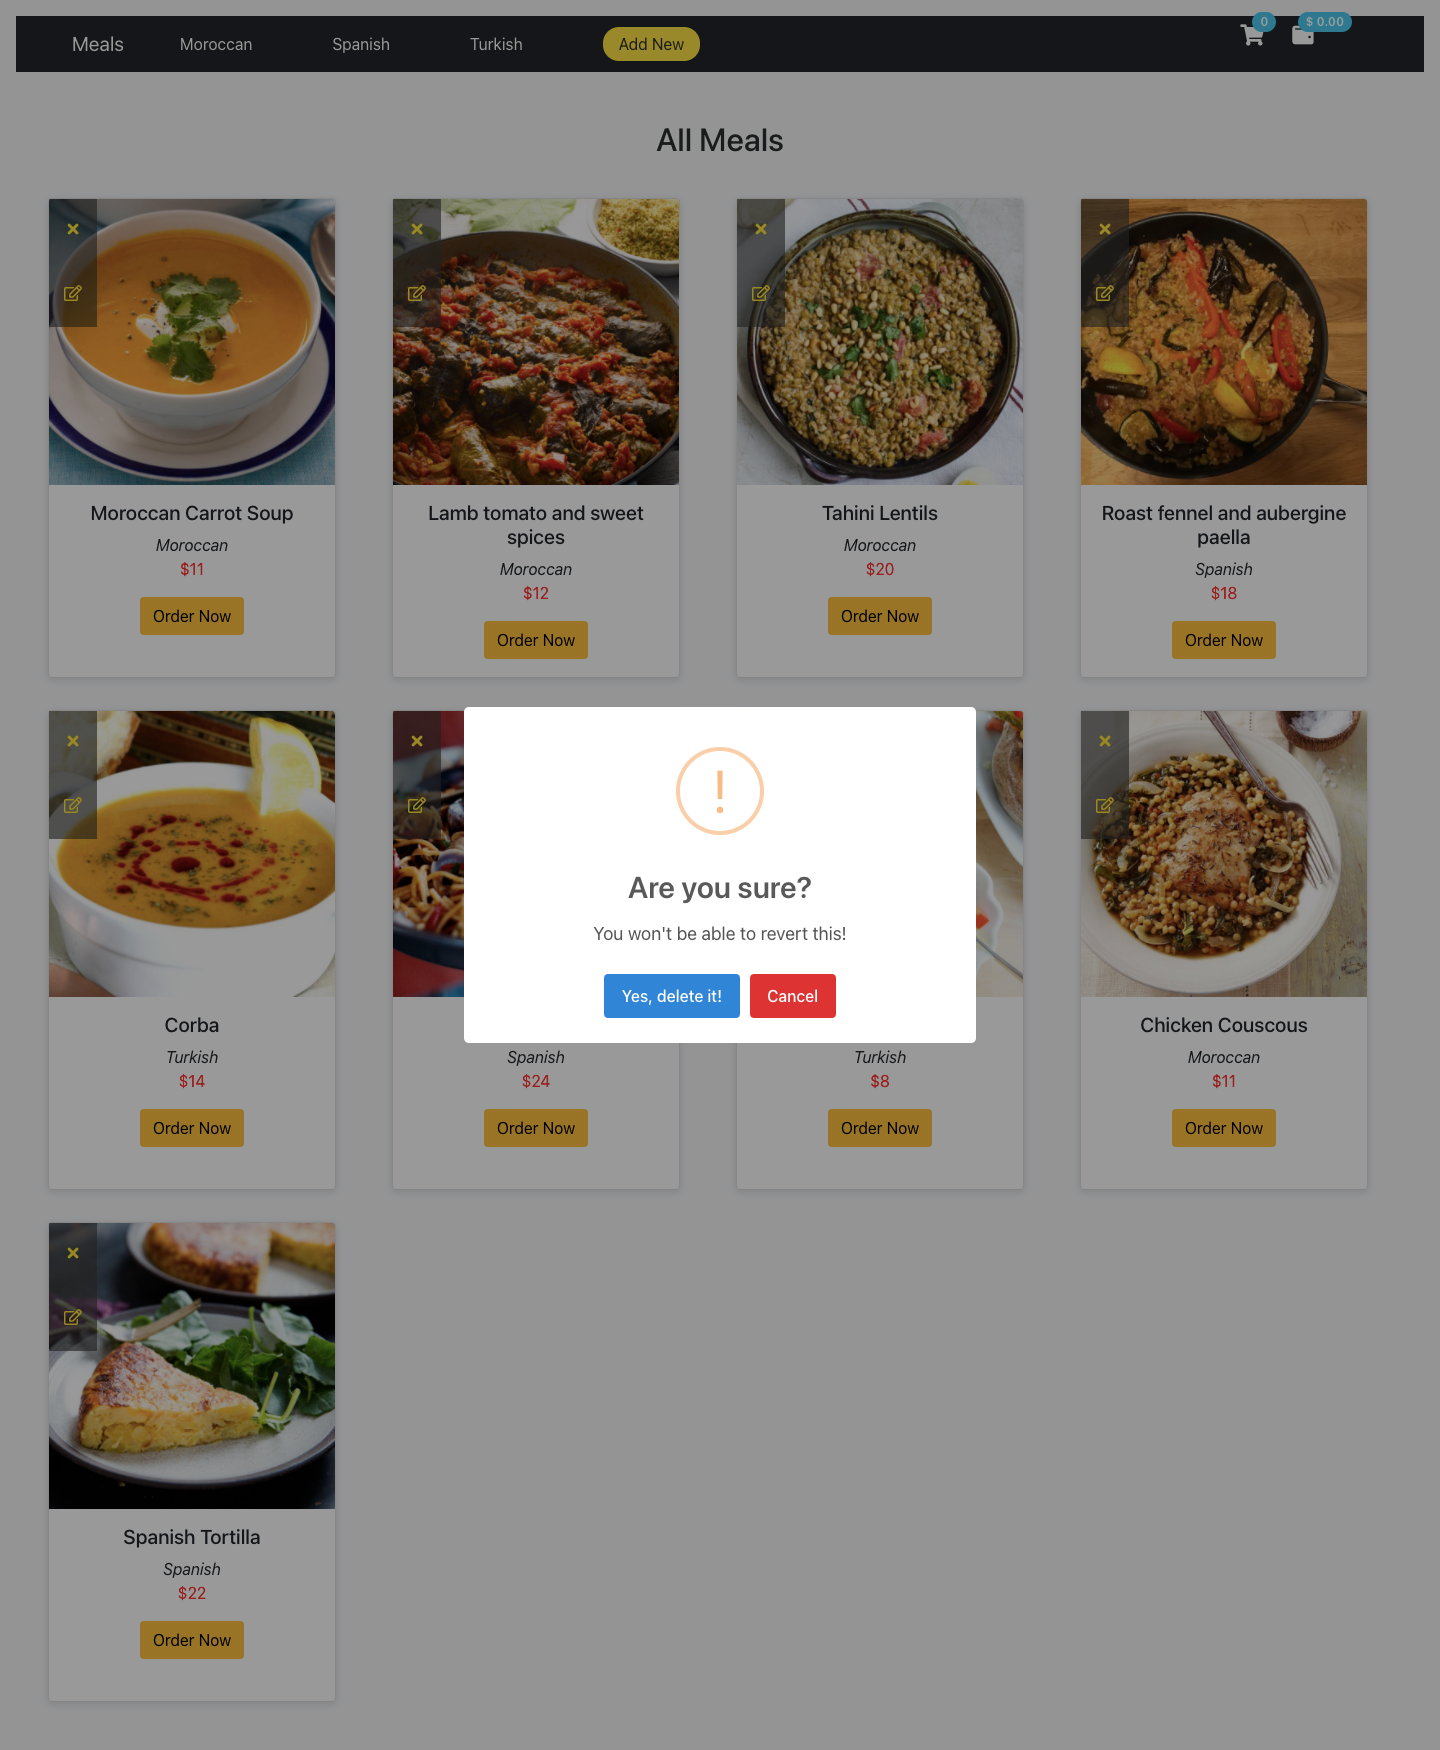 Meals Moroccan Spanish Turkish Add New 0 $ 0.00
All Meals
Moroccan Carrot Soup
Moroccan
$11
Order Now
Lamb tomato and sweet
spices
Moroccan
$12
Order Now
Tahini Lentils
Moroccan
$20
Order Now
Roast fennel and aubergine
paella
Spanish
$18
Order Now
Corba
Turkish
$14
Order Now
Spanish
$24
Order Now
Turkish
$8
Order Now
Chicken Couscous
Moroccan
$11
Order Now
Spanish Tortilla
Spanish
$22
Order Now
Are you sure?
You won't be able to revert this!
Yes, delete it!
Cancel